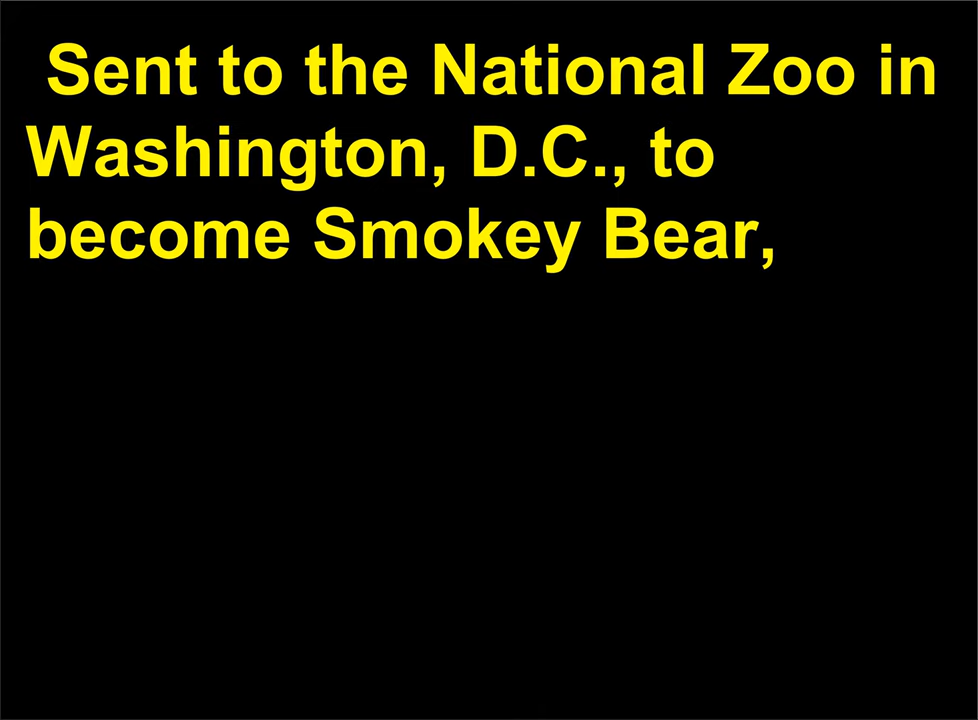 Sent to the National Zoo in
Washington, D.C., to
become Smokey Bear,